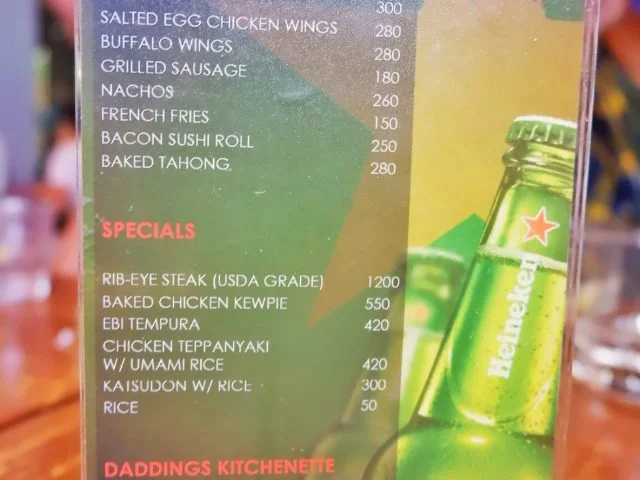 300
SALTED EGG CHICKEN WINGS 280
BUFFALO WINGS 280
GRILLED SAUSAGE 180
NACHOS 260
FRENCH FRIES 150
BACON SUSHI ROLL 250
BAKED TAHONG 280
SPECIALS
RIB-EYE STEAK (USDA GRADE) 1200
BAKED CHICKEN KEWPIE 550
EBI TEMPURA 420
CHICKEN TEPPANYAKI
W/ UMAMI RICE 420
KATSUDON W/ RICE 300
RICE 50
DADDINGS KITCHENETTE
Heineken